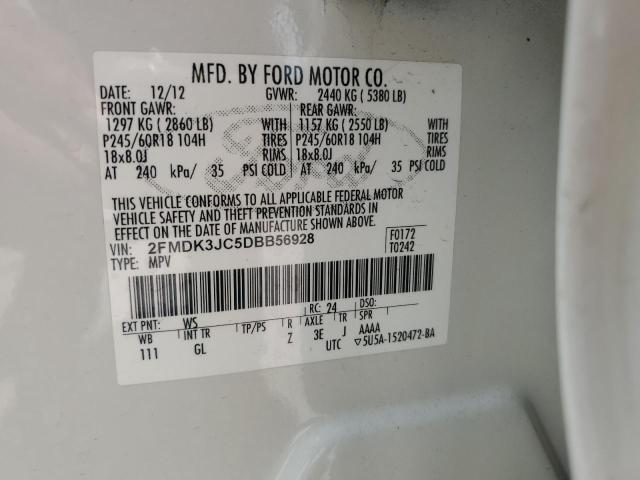 MFD. BY FORD MOTOR CO.
DATE: 12/12 GVWR: 2440 KG ( 5380 LB)
FRONT GAWR: REAR GAWR:
1297 KG ( 2860 LB) WITH 1157 KG ( 2550 LB) WITH
P245/60R18 104H TIRES P245/60R18 104H TIRES
18x8.0J RIMS 18x8.0J RIMS
AT 240 kPa/ 35 PSI COLD AT 240 kPa/ 35 PSI COLD
THIS VEHICLE CONFORMS TO ALL APPLICABLE FEDERAL MOTOR
VEHICLE SAFETY AND THEFT PREVENTION STANDARDS IN
EFFECT ON THE DATE OF MANUFACTURE SHOWN ABOVE.
VIN: 2FMDK3JC5DBB56928 F0172
TYPE: MPV T0242
RC: 24 DSO:
EXT PNT: WS
WB INT TR TP/PS R AXLE TR SPR
111 GL Z 3E J AAAA
UTC ▽5U5A-1520472-BA
Ford